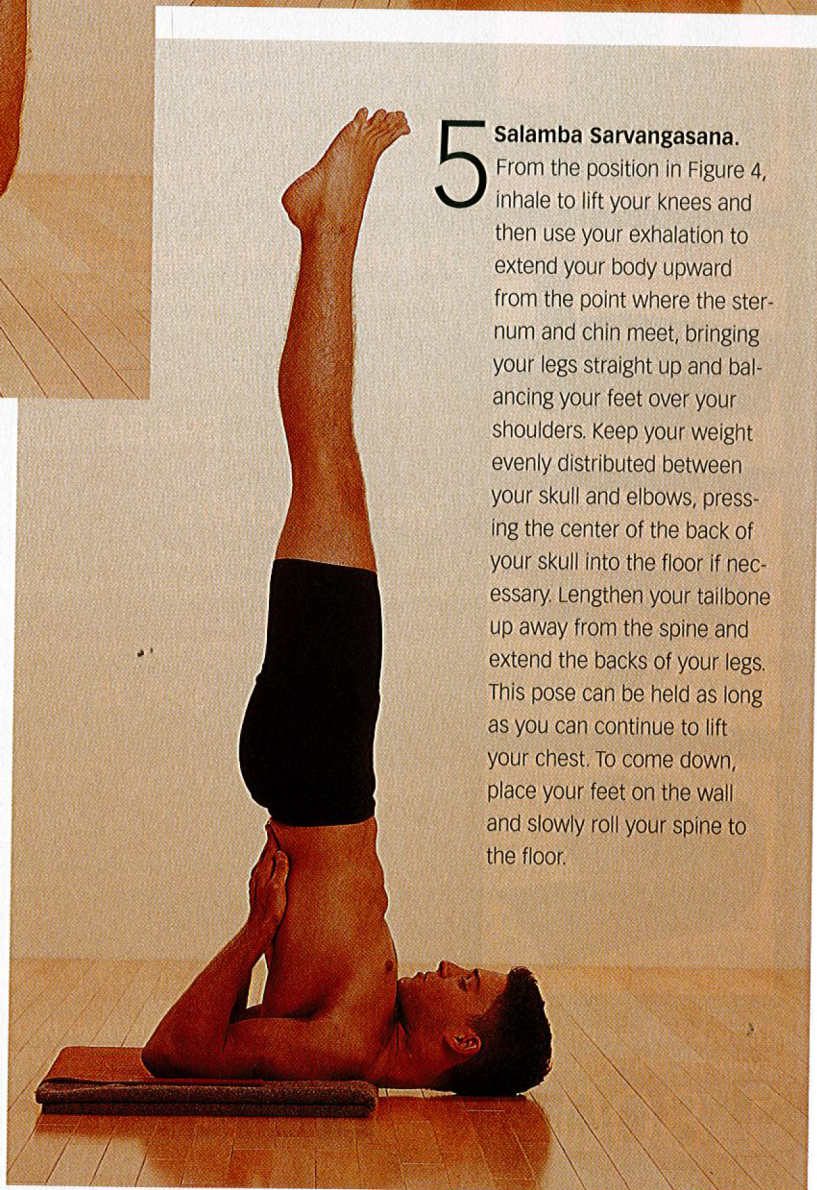 5
Salamba Sarvangasana.
From the position in Figure 4,
inhale to lift your knees and
then use your exhalation to
extend your body upward
from the point where the ster-
num and chin meet, bringing
your legs straight up and bal-
ancing your feet over your
shoulders. Keep your weight
evenly distributed between
your skull and elbows, press-
ing the center of the back of
your skull into the floor if nec-
essary. Lengthen your tailbone
up away from the spine and
extend the backs of your legs.
This pose can be held as long
as you can continue to lift
your chest. To come down,
place your feet on the wall
and slowly roll your spine to
the floor.